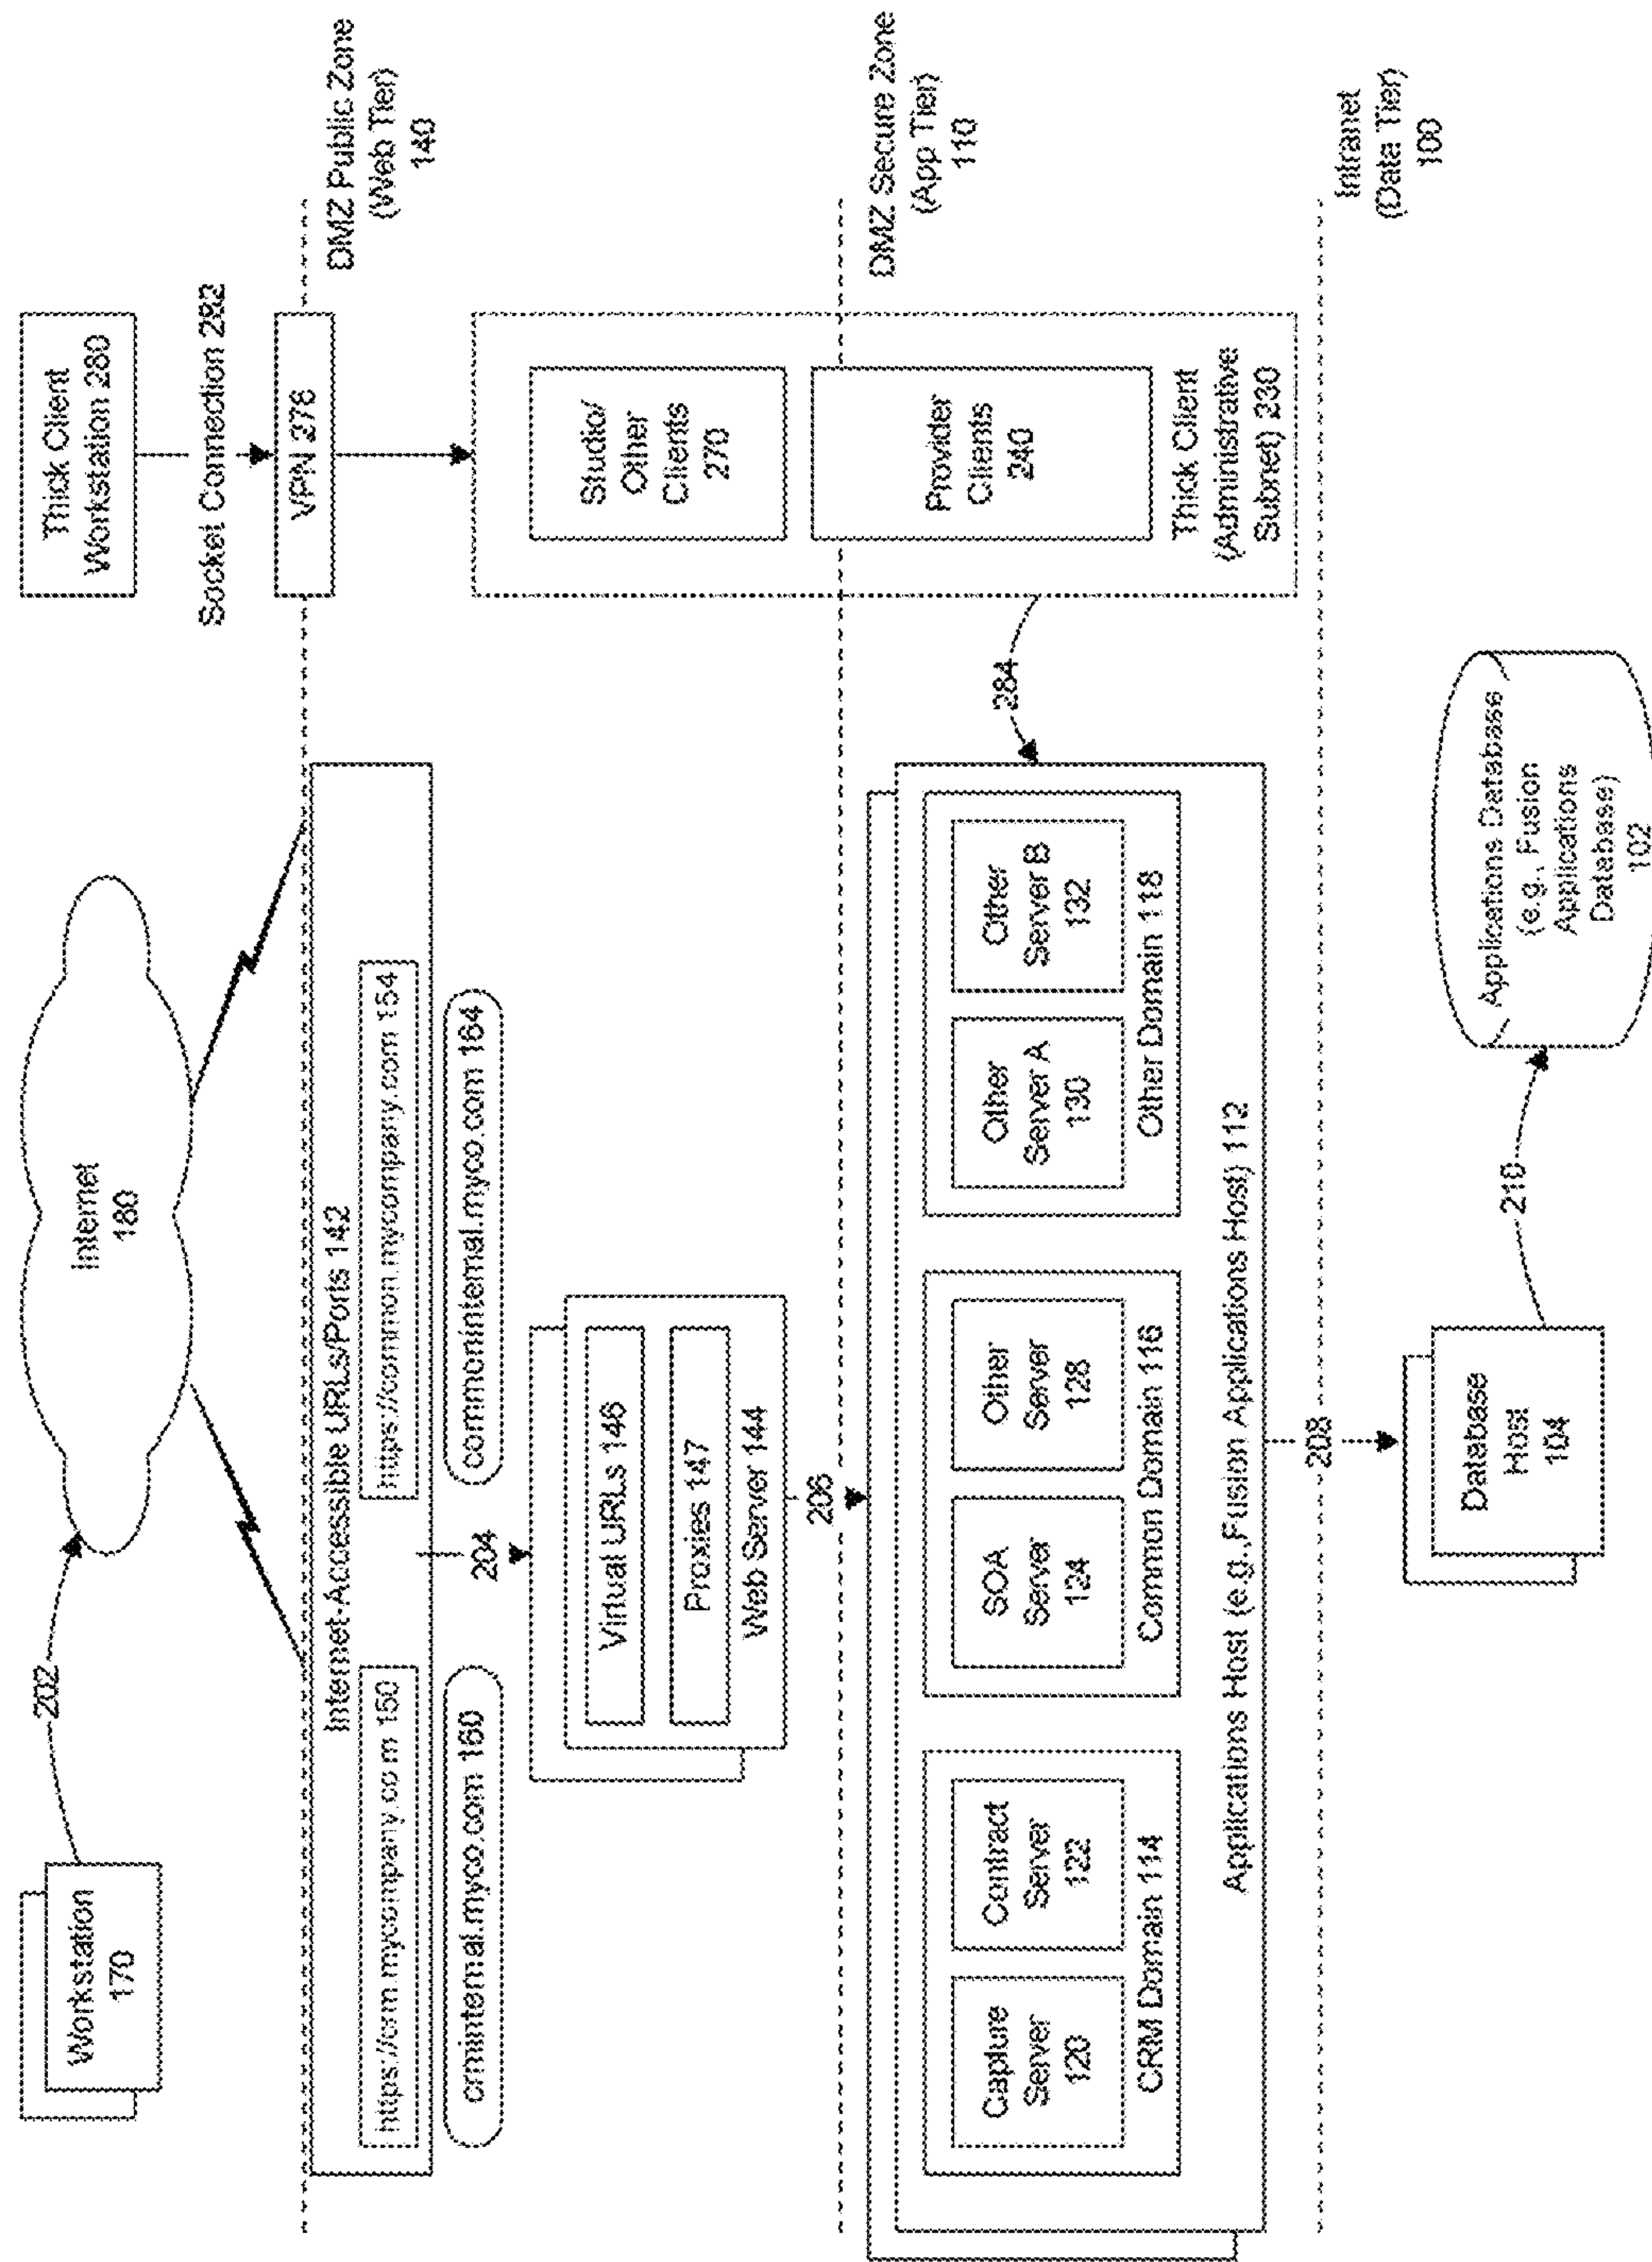 Workstation
170
202
Internet
180
Thick Client
Workstation 280
Socket Connection 282
VPN 278
DMZ Public Zone
(Web Tier)
140
Internet-Accessible URLs/Ports 142
https://crm.mycompany.co m 150
https://common.mycompany.com 154
crminternal.myco.com 160
commoninternal.myco.com 164
204
Virtual URLs 146
Proxies 147
Web Server 144
206
Studio/
Other
Clients
270
Provider
Clients
240
Thick Client
(Administrative
Subnet) 230
284
DMZ Secure Zone
(App Tier)
110
Capture
Server
120
Contract
Server
122
CRM Domain 114
SOA
Server
124
Other
Server
128
Common Domain 116
Other
Server A
130
Other
Server B
132
Other Domain 118
Applications Host (e.g.,Fusion Applications Host) 112
208
Intranet
(Data Tier)
100
Database
Host
104
210
Applications Database
(e.g., Fusion
Applications
Database)
102